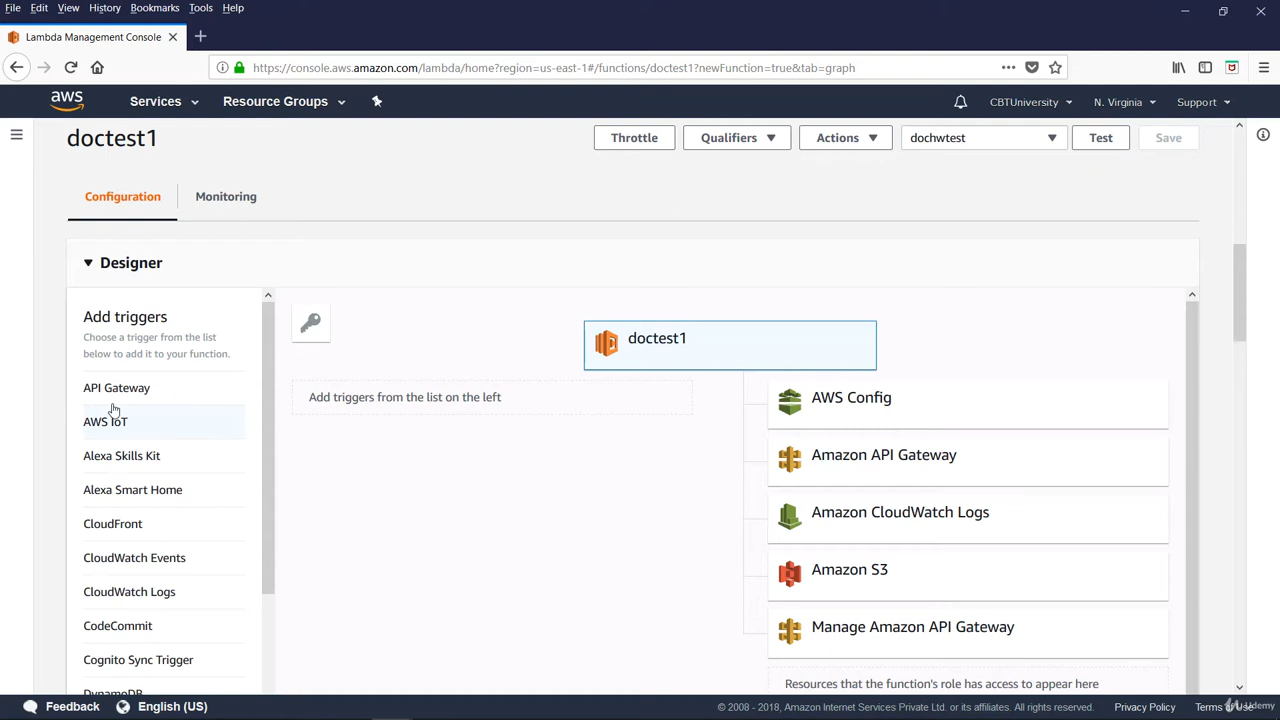 File Edit View History Bookmarks Tools Help
Lambda Management Console
https://console.aws.amazon.com/lambda/home?region=us-east-1#/functions/doctest1?newFunction=true&tab=graph
aws Services Resource Groups CBTUniversity N. Virginia Support
doctest1 Throttle Qualifiers Actions dochwtest Test Save
Configuration Monitoring
Designer
Add triggers
Choose a trigger from the list
below to add it to your function.
API Gateway
AWS IoT
Alexa Skills Kit
Alexa Smart Home
CloudFront
CloudWatch Events
CloudWatch Logs
CodeCommit
Cognito Sync Trigger
DynamoDB
doctest1
Add triggers from the list on the left
AWS Config
Amazon API Gateway
Amazon CloudWatch Logs
Amazon S3
Manage Amazon API Gateway
Resources that the function's role has access to appear here
Feedback English (US) © 2008 - 2018, Amazon Internet Services Private Ltd. or its affiliates. All rights reserved. Privacy Policy Terms
Udemy